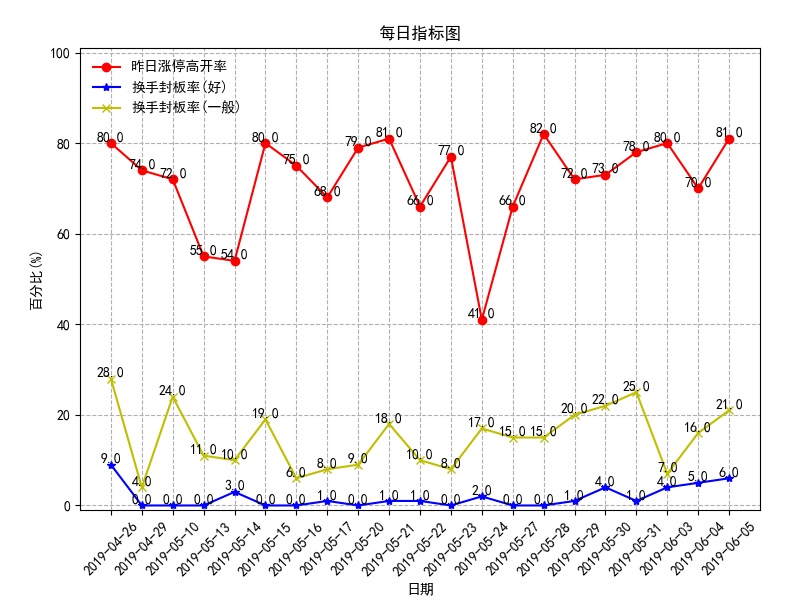 每日指标图
昨日涨停高开率
换手封板率(好)
换手封板率(一般)
百分比(%)
100
80
60
40
20
0
80.0 74.0 72.0 55.0 54.0 80.0 75.0 68.0 79.0 81.0 66.0 77.0 41.0 66.0 82.0 72.0 73.0 78.0 80.0 70.0 81.0
28.0 4.0 24.0 11.0 10.0 19.0 6.0 8.0 9.0 18.0 10.0 8.0 17.0 15.0 15.0 20.0 22.0 25.0 7.0 16.0 21.0
9.0 0.0 0.0 0.0 3.0 0.0 0.0 1.0 0.0 1.0 1.0 0.0 2.0 0.0 0.0 1.0 4.0 1.0 4.0 5.0 6.0
2019-04-26 2019-04-29 2019-05-10 2019-05-13 2019-05-14 2019-05-15 2019-05-16 2019-05-17 2019-05-20 2019-05-21 2019-05-22 2019-05-23 2019-05-24 2019-05-27 2019-05-28 2019-05-29 2019-05-30 2019-05-31 2019-06-03 2019-06-04 2019-06-05
日期